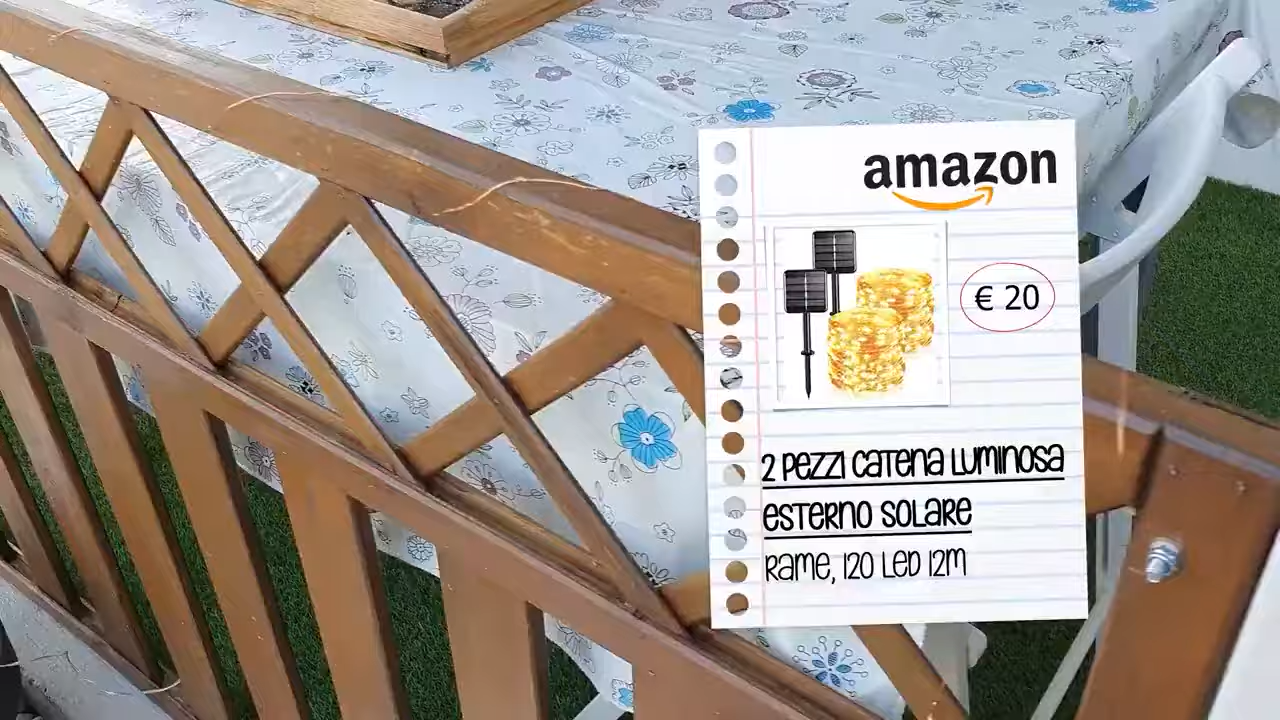 amazon
€ 20
2 PEZZI CATENA LUMINOSA
ESTERNO SOLARE
RAME, 120 LED 12M